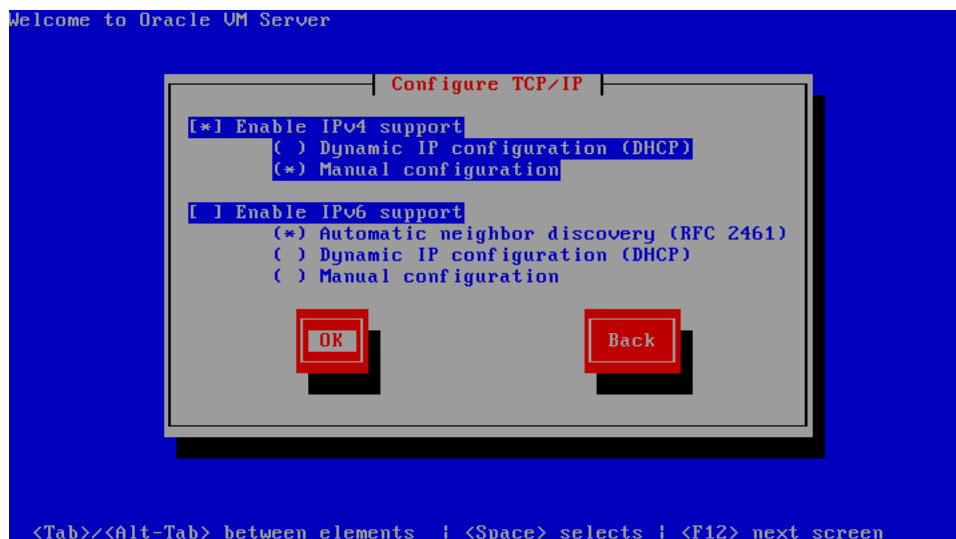 Welcome to Oracle VM Server
Configure TCP/IP
[*] Enable IPv4 support
( ) Dynamic IP configuration (DHCP)
(*) Manual configuration
[ ] Enable IPv6 support
(*) Automatic neighbor discovery (RFC 2461)
( ) Dynamic IP configuration (DHCP)
( ) Manual configuration
OK Back
<Tab>/<Alt-Tab> between elements | <Space> selects | <F12> next screen